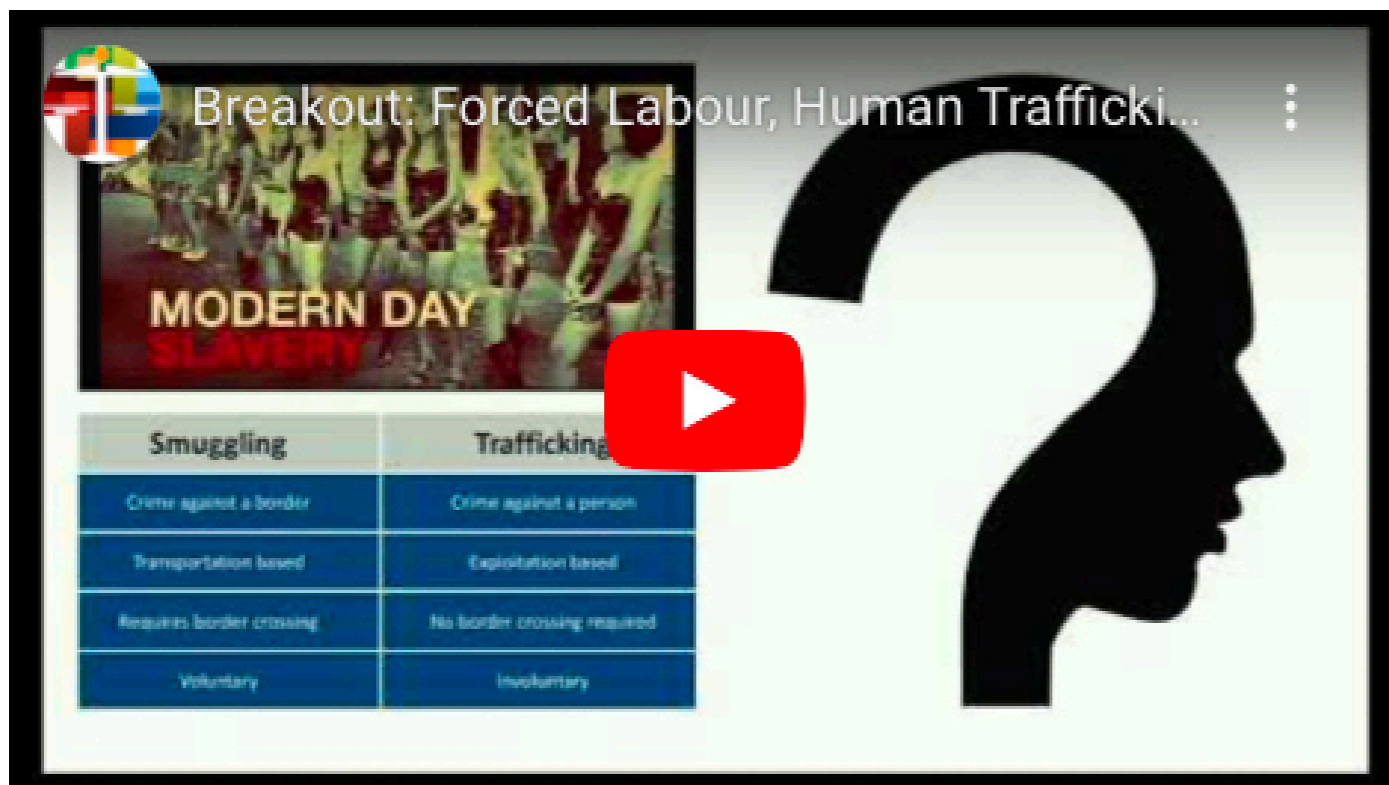 Breakout: Forced Labour, Human Trafficki...
MODERN DAY
SLAVERY
Smuggling
Trafficking
Crime against a border
Crime against a person
Transportation based
Exploitation based
Requires border crossing
No border crossing required
Voluntary
Involuntary